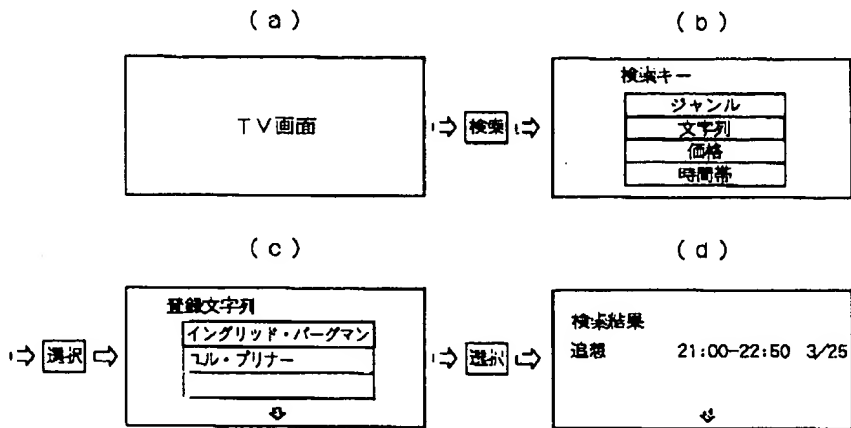 (a)
(b)
TV画面
検索
検索キー
ジャンル
文字列
価格
時間帯
(c)
(d)
選択
登録文字列
イングリッド・バーグマン
ユル・ブリナー
選択
検索結果
追想 21:00-22:50 3/25